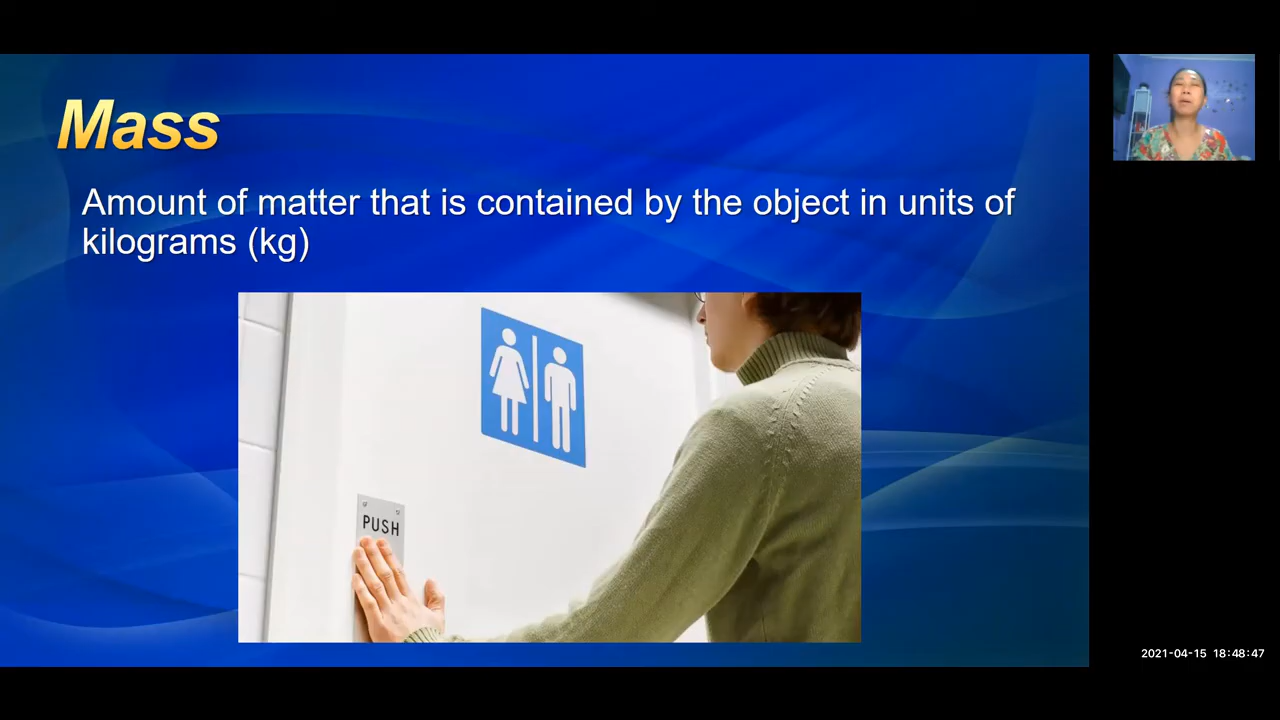 Mass
Amount of matter that is contained by the object in units of
kilograms (kg)
PUSH
2021-04-15 18:48:47